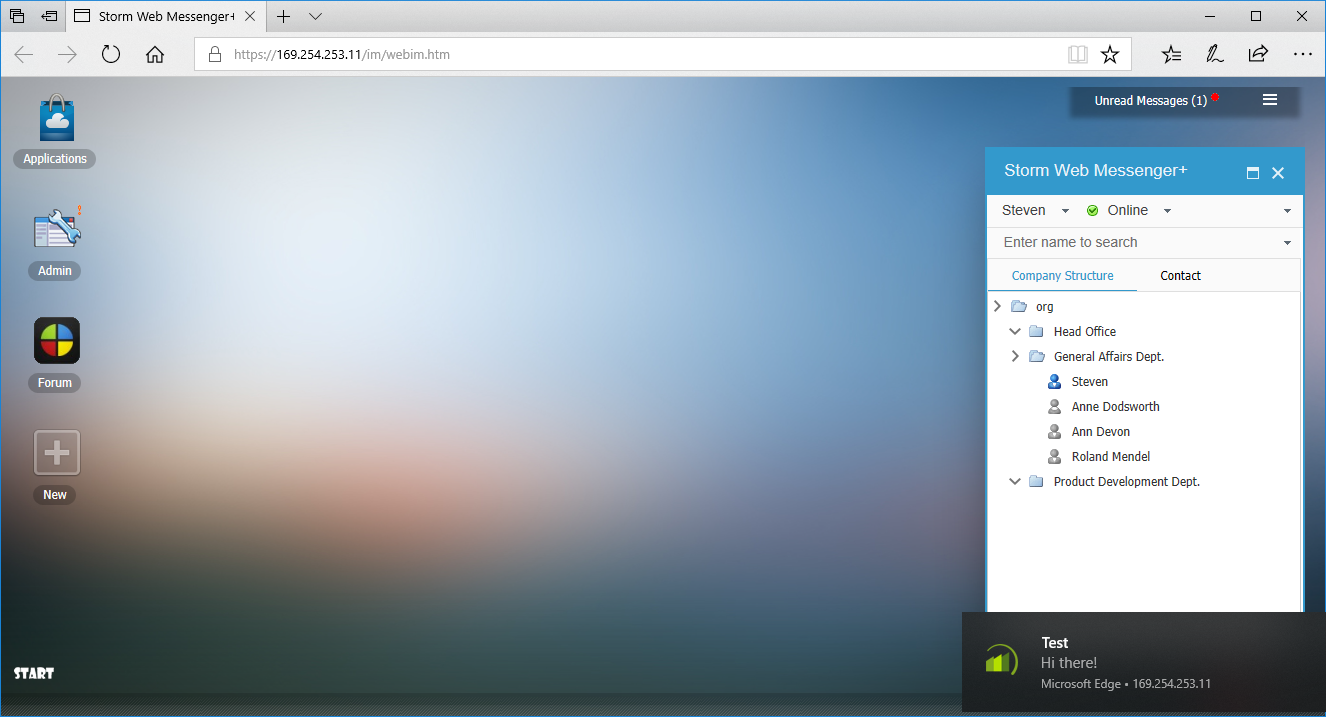 Storm Web Messenger+
https://169.254.253.11/im/webim.htm
Applications
Admin
Forum
New
START
Unread Messages (1)
Storm Web Messenger+
Steven Online
Enter name to search
Company Structure Contact
org
Head Office
General Affairs Dept.
Steven
Anne Dodsworth
Ann Devon
Roland Mendel
Product Development Dept.
Test
Hi there!
Microsoft Edge • 169.254.253.11